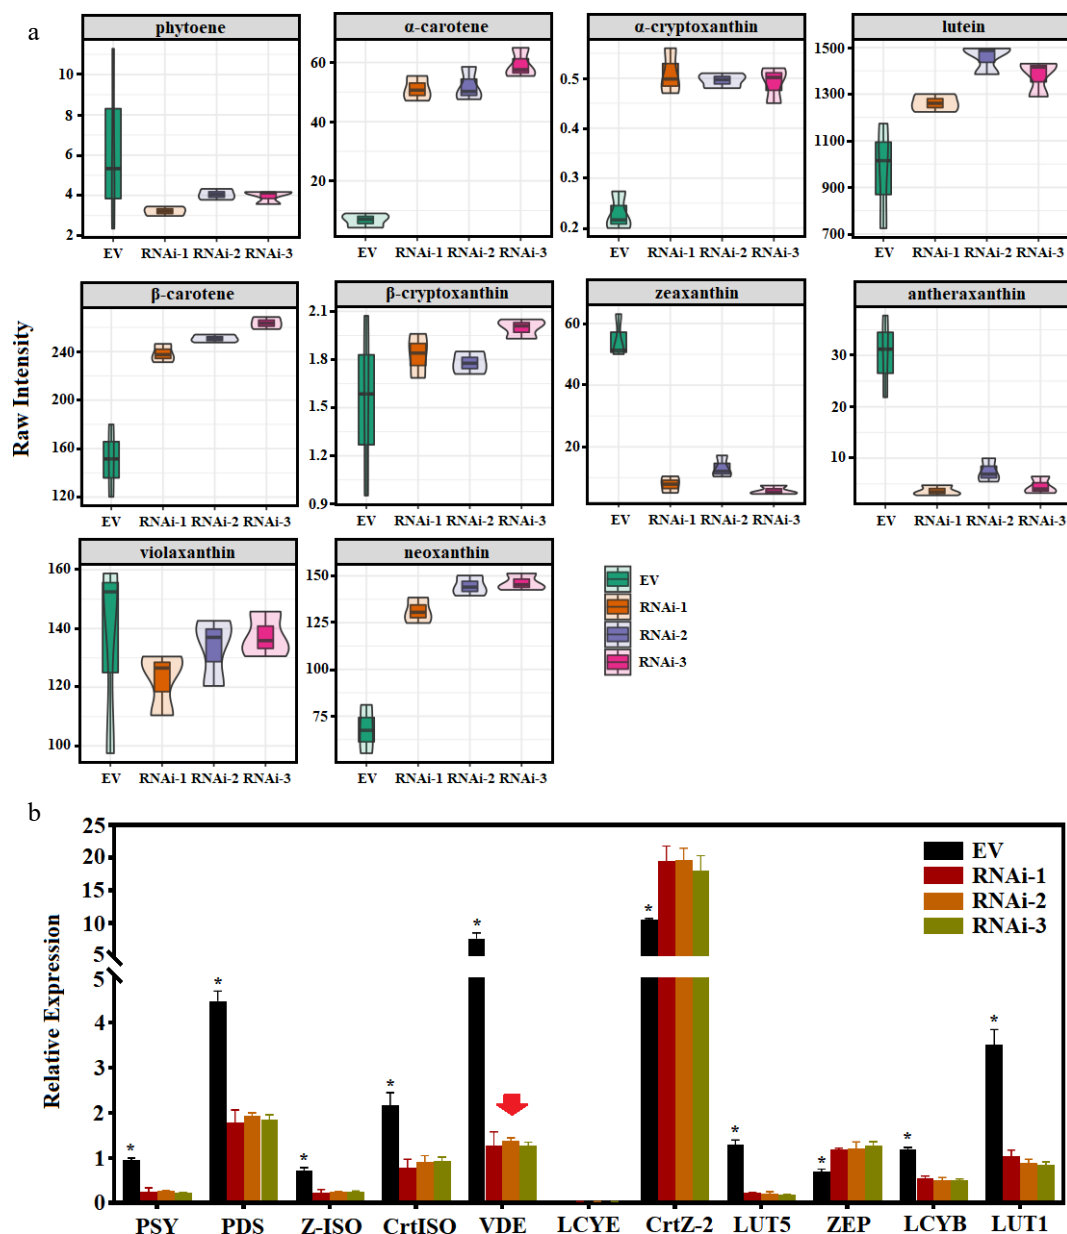 a
phytoene α-carotene α-cryptoxanthin lutein
10 8 6 4 2
60 40 20
0.5 0.4 0.3 0.2
1500 1300 1100 900 700
EV RNAi-1 RNAi-2 RNAi-3 EV RNAi-1 RNAi-2 RNAi-3 EV RNAi-1 RNAi-2 RNAi-3 EV RNAi-1 RNAi-2 RNAi-3
Raw Intensity
β-carotene β-cryptoxanthin zeaxanthin antheraxanthin
240 200 160 120
2.1 1.8 1.5 1.2 0.9
60 40 20
30 20 10
EV RNAi-1 RNAi-2 RNAi-3 EV RNAi-1 RNAi-2 RNAi-3 EV RNAi-1 RNAi-2 RNAi-3 EV RNAi-1 RNAi-2 RNAi-3
violaxanthin neoxanthin
160 140 120 100
150 125 100 75
EV RNAi-1 RNAi-2 RNAi-3 EV RNAi-1 RNAi-2 RNAi-3
EV
RNAi-1
RNAi-2
RNAi-3
b
Relative Expression
25
20
15
10
5
5
4
3
2
1
0
* * * * * * * * * *
EV
RNAi-1
RNAi-2
RNAi-3
PSY PDS Z-ISO CrtISO VDE LCYE CrtZ-2 LUT5 ZEP LCYB LUT1